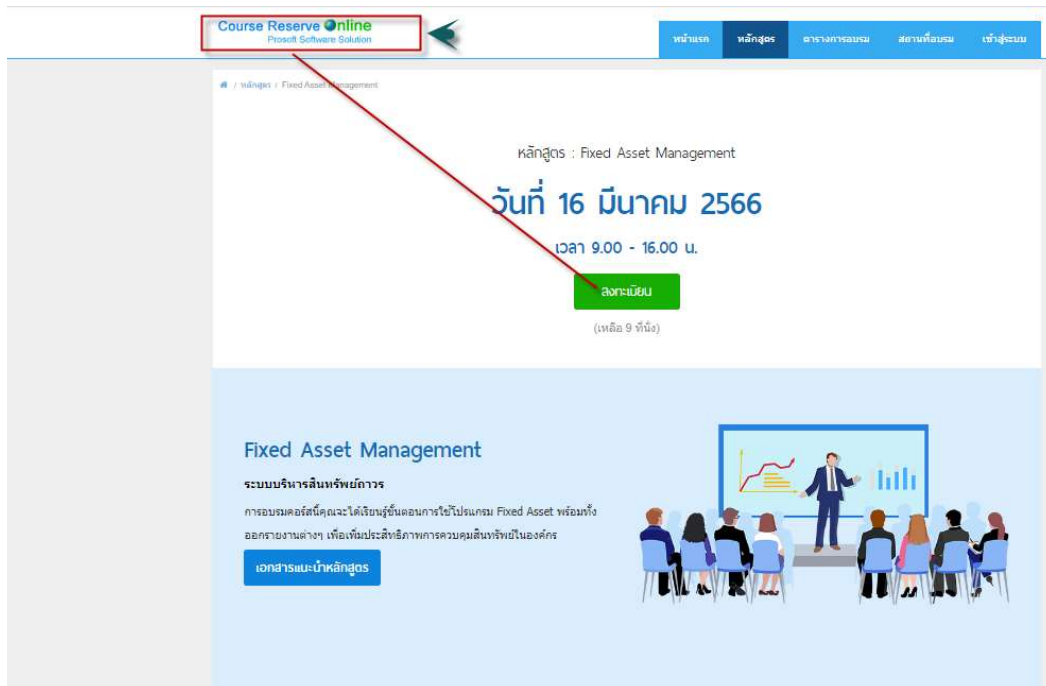 Course Reserve Online
Prosoft Software Solution
หน้าแรก หลักสูตร ตารางการอบรม สถานที่อบรม เข้าสู่ระบบ
/ หลักสูตร / Fixed Asset Management
หลักสูตร : Fixed Asset Management
วันที่ 16 มีนาคม 2566
เวลา 9.00 - 16.00 น.
ลงทะเบียน
(เหลือ 9 ที่นั่ง)
Fixed Asset Management
ระบบบริหารสินทรัพย์ถาวร
การอบรมคอร์สนี้คุณจะได้เรียนรู้ขั้นตอนการใช้โปรแกรม Fixed Asset พร้อมทั้ง
ออกรายงานต่างๆ เพื่อเพิ่มประสิทธิภาพการควบคุมสินทรัพย์ในองค์กร
เอกสารแนะนำหลักสูตร